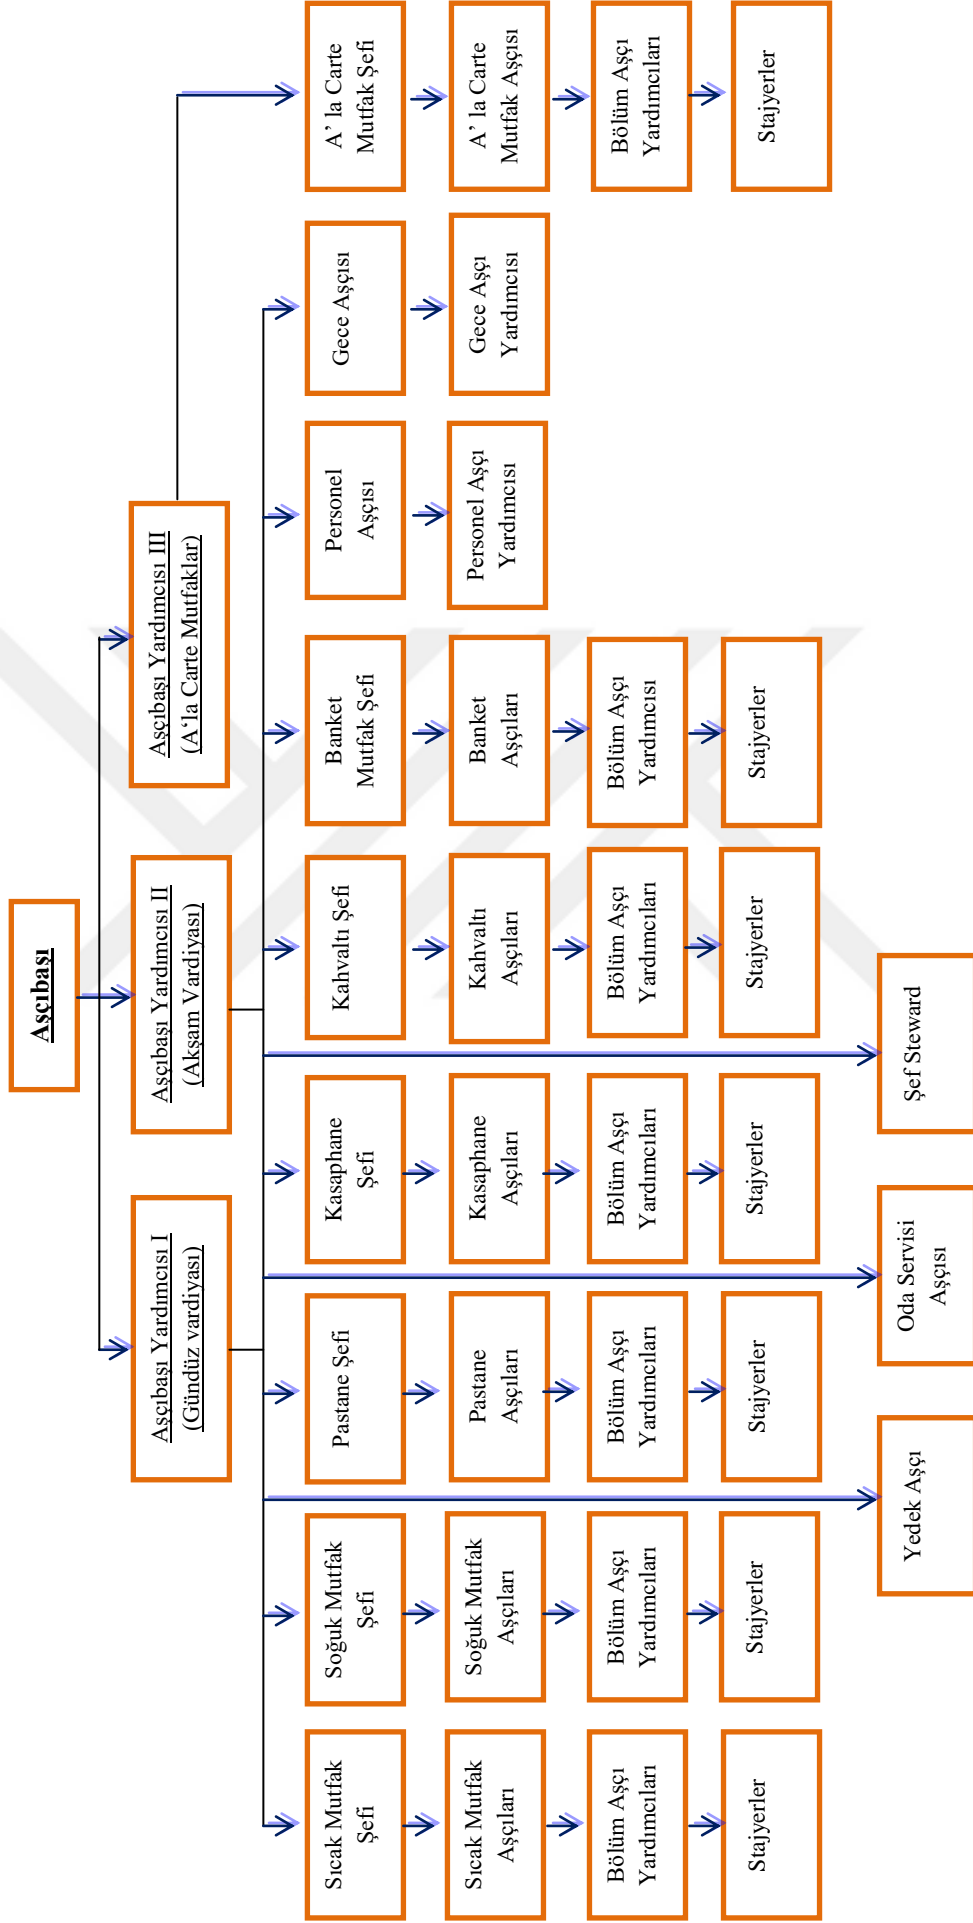 Aşçıbaşı
Aşçıbaşı Yardımcısı I
(Gündüz vardiyası)
Aşçıbaşı Yardımcısı II
(Akşam Vardiyası)
Aşçıbaşı Yardımcısı III
(A‘la Carte Mutfaklar)
Sıcak Mutfak
Şefi
Soğuk Mutfak
Şefi
Pastane Şefi
Kasaphane
Şefi
Kahvaltı Şefi
Banket
Mutfak Şefi
Personel
Aşçısı
Gece Aşçısı
A’ la Carte
Mutfak Şefi
Sıcak Mutfak
Aşçıları
Soğuk Mutfak
Aşçıları
Pastane
Aşçıları
Kasaphane
Aşçıları
Kahvaltı
Aşçıları
Banket
Aşçıları
Personel Aşçı
Yardımcısı
Gece Aşçı
Yardımcısı
A’ la Carte
Mutfak Aşçısı
Bölüm Aşçı
Yardımcıları
Bölüm Aşçı
Yardımcıları
Bölüm Aşçı
Yardımcıları
Bölüm Aşçı
Yardımcıları
Bölüm Aşçı
Yardımcıları
Bölüm Aşçı
Yardımcısı
Bölüm Aşçı
Yardımcıları
Stajyerler
Stajyerler
Stajyerler
Stajyerler
Stajyerler
Stajyerler
Stajyerler
Yedek Aşçı
Oda Servisi
Aşçısı
Şef Steward